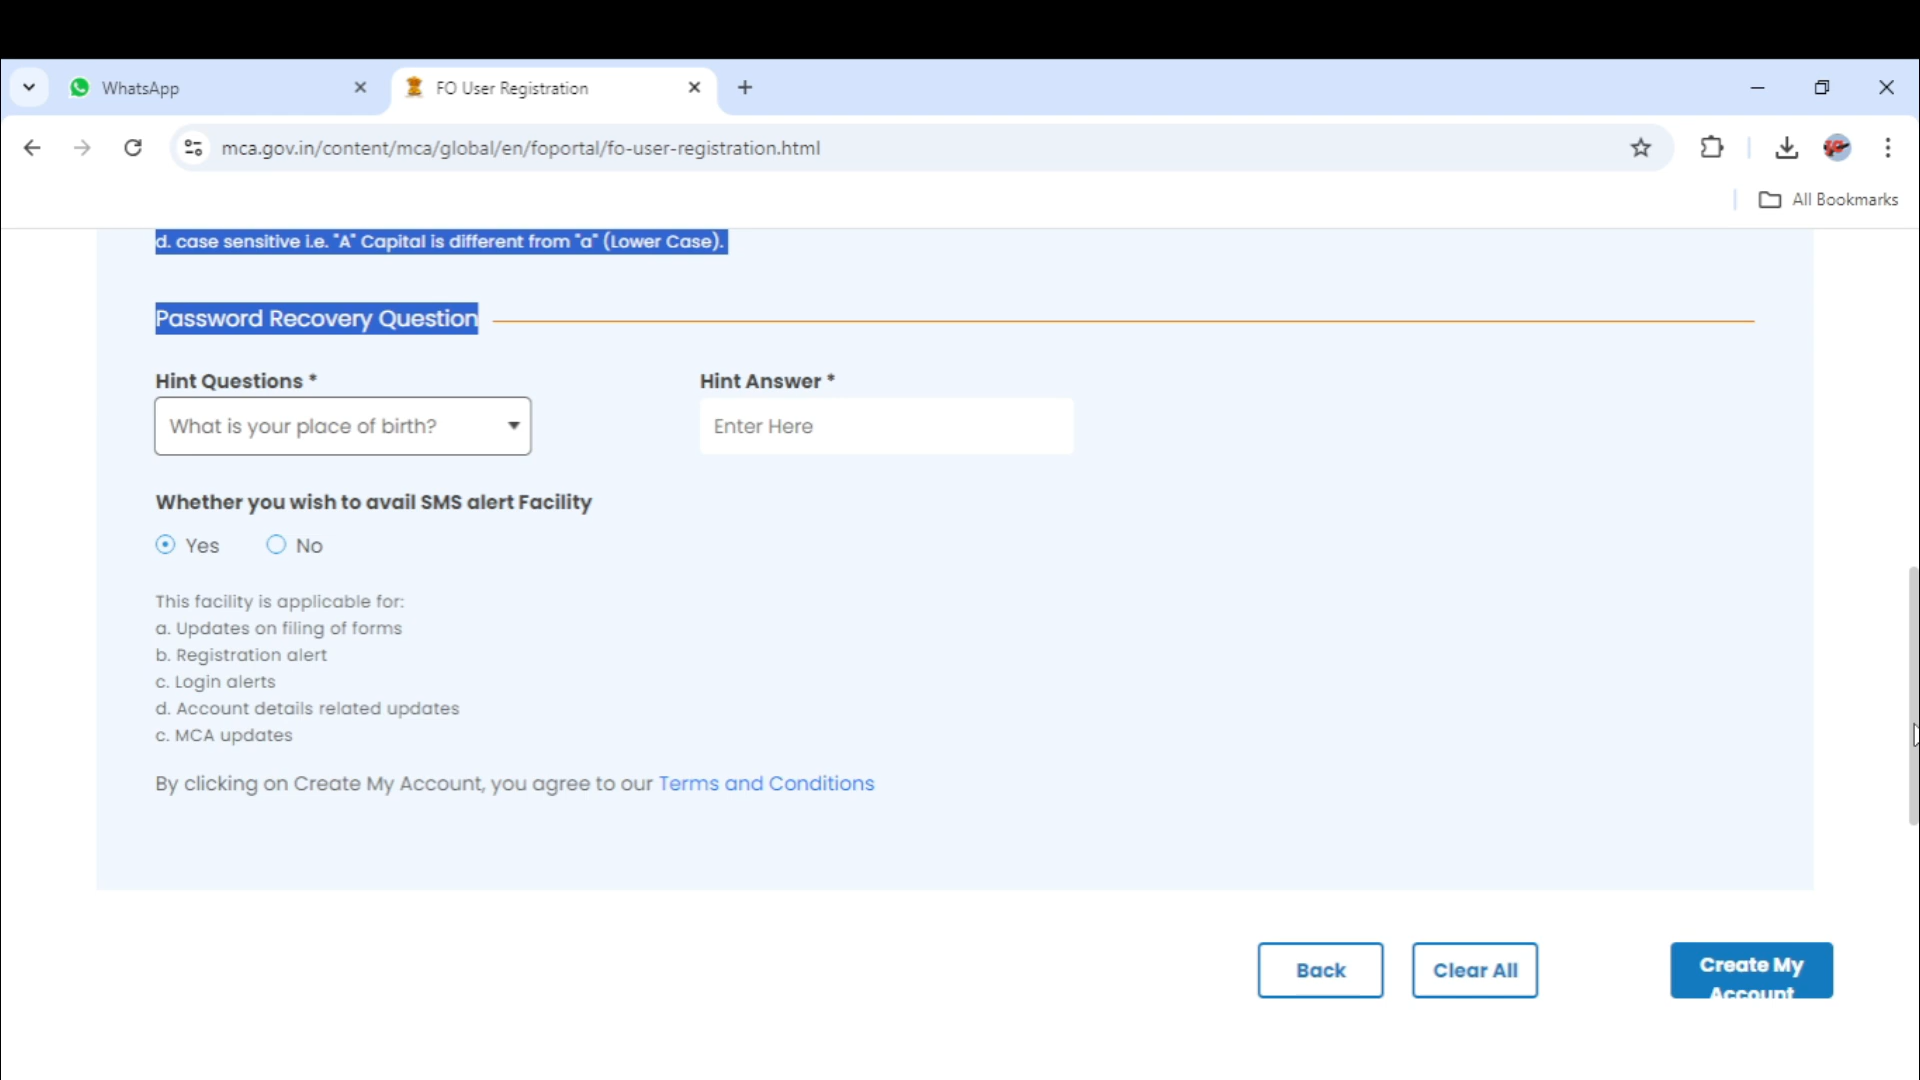 WhatsApp
FO User Registration
mca.gov.in/content/mca/global/en/foportal/fo-user-registration.html
All Bookmarks
d. case sensitive i.e. "A" Capital is different from "a" (Lower Case).
Password Recovery Question
Hint Questions *
Hint Answer *
What is your place of birth?
Enter Here
Whether you wish to avail SMS alert Facility
Yes
No
This facility is applicable for:
a. Updates on filing of forms
b. Registration alert
c. Login alerts
d. Account details related updates
c. MCA updates
By clicking on Create My Account, you agree to our Terms and Conditions
Back
Clear All
Create My
Account